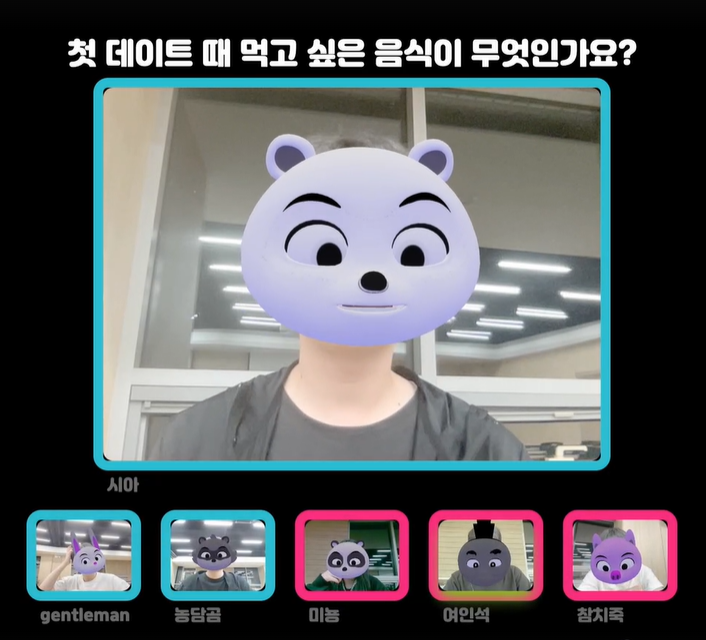 첫 데이트 때 먹고 싶은 음식이 무엇인가요?
시아
gentleman
농담곰
미뇽
여인석
참치죽